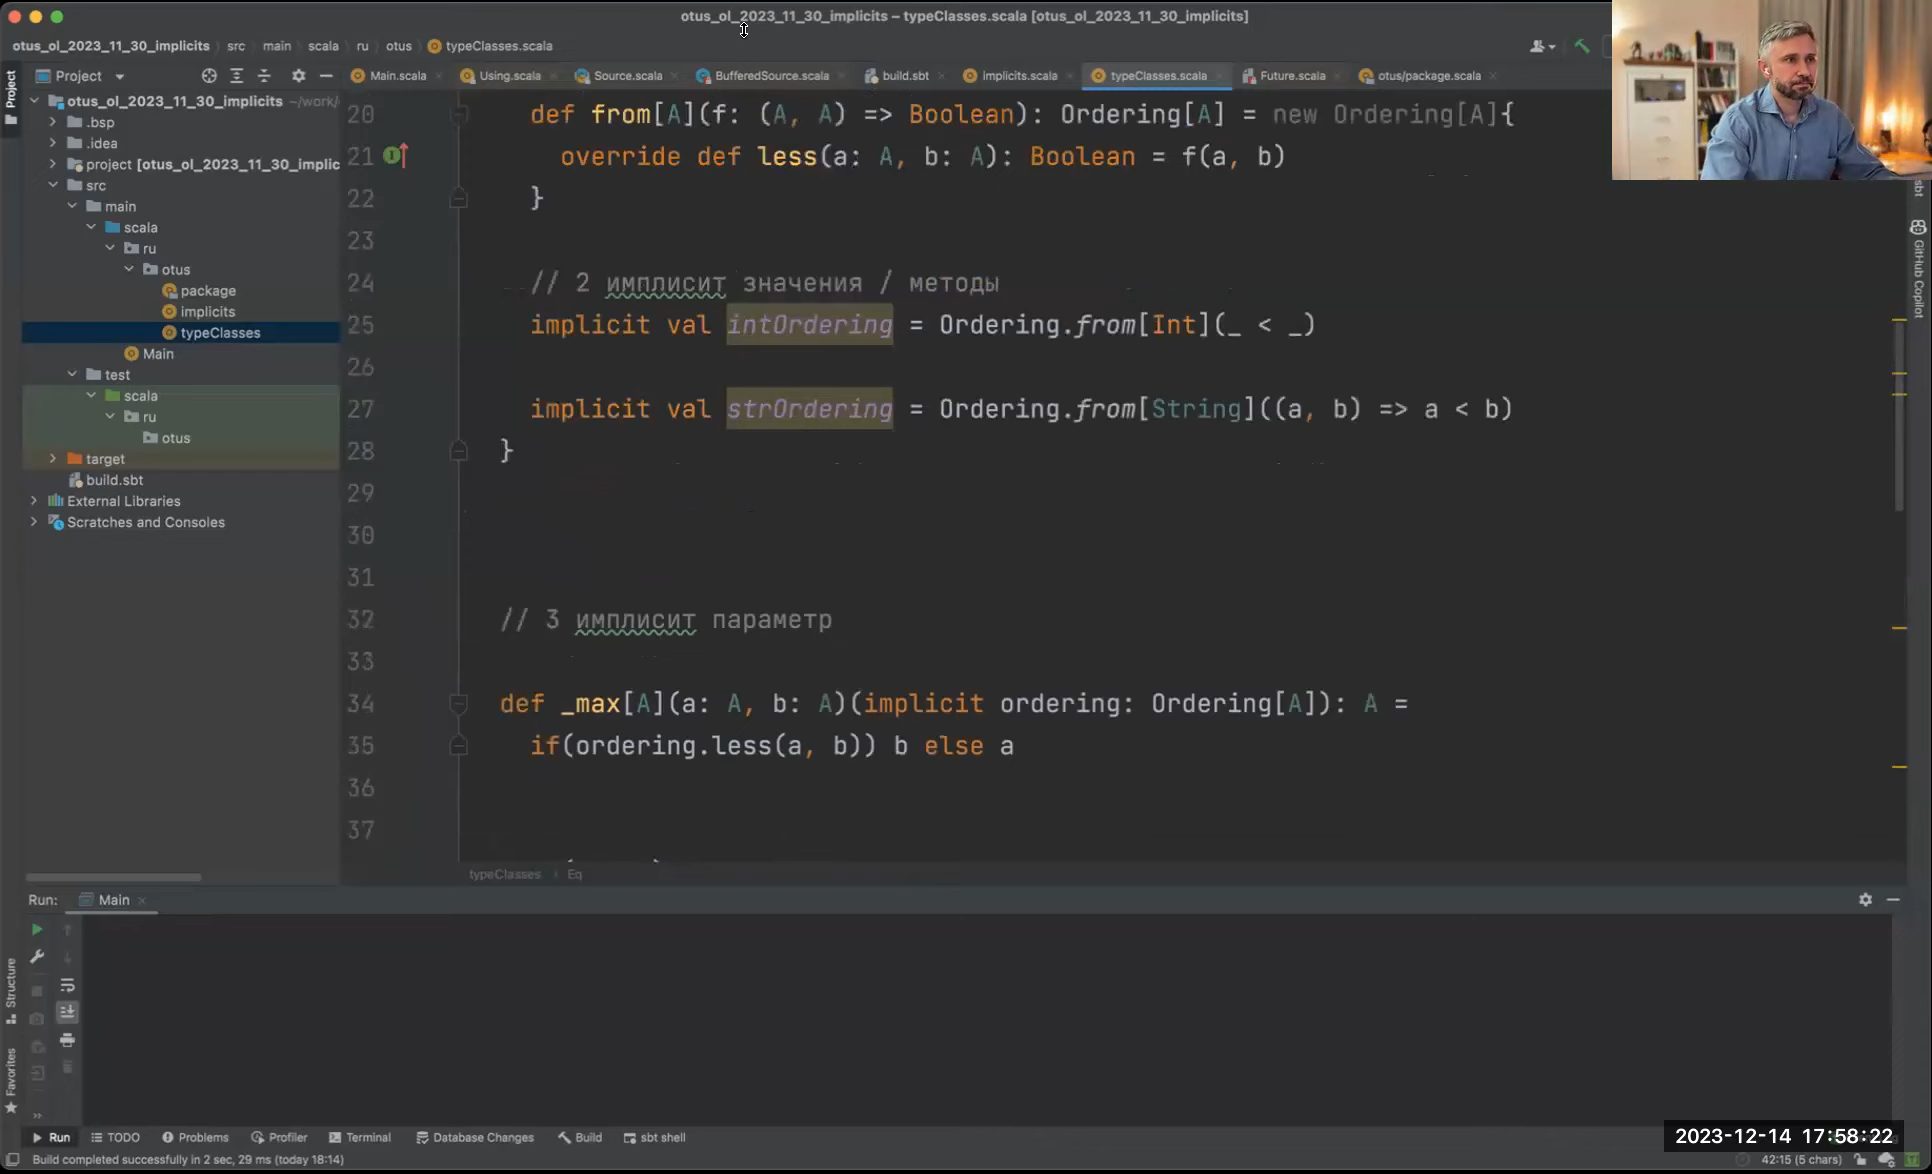 otus_ol_2023_11_30_implicits – typeClasses.scala [otus_ol_2023_11_30_implicits]
otus_ol_2023_11_30_implicits src main scala ru otus typeClasses.scala
Project
Main.scala Using.scala Source.scala BufferedSource.scala build.sbt implicits.scala typeClasses.scala Future.scala otus/package.scala
Project
otus_ol_2023_11_30_implicits ~/work/
.bsp
.idea
project [otus_ol_2023_11_30_implic
src
main
scala
ru
otus
package
implicits
typeClasses
Main
test
scala
ru
otus
target
build.sbt
External Libraries
Scratches and Consoles
20 def from[A](f: (A, A) => Boolean): Ordering[A] = new Ordering[A]{
21 override def less(a: A, b: A): Boolean = f(a, b)
22 }
23
24 // 2 имплисит значения / методы
25 implicit val intOrdering = Ordering.from[Int](_ < _)
26
27 implicit val strOrdering = Ordering.from[String]((a, b) => a < b)
28 }
29
30
31
32 // 3 имплисит параметр
33
34 def _max[A](a: A, b: A)(implicit ordering: Ordering[A]): A =
35 if(ordering.less(a, b)) b else a
36
37
typeClasses Eq
sbt
GitHub Copilot
Run: Main
Structure
Favorites
Run TODO Problems Profiler Terminal Database Changes Build sbt shell
2023-12-14 17:58:22
Build completed successfully in 2 sec, 29 ms (today 18:14)
42:15 (5 chars)